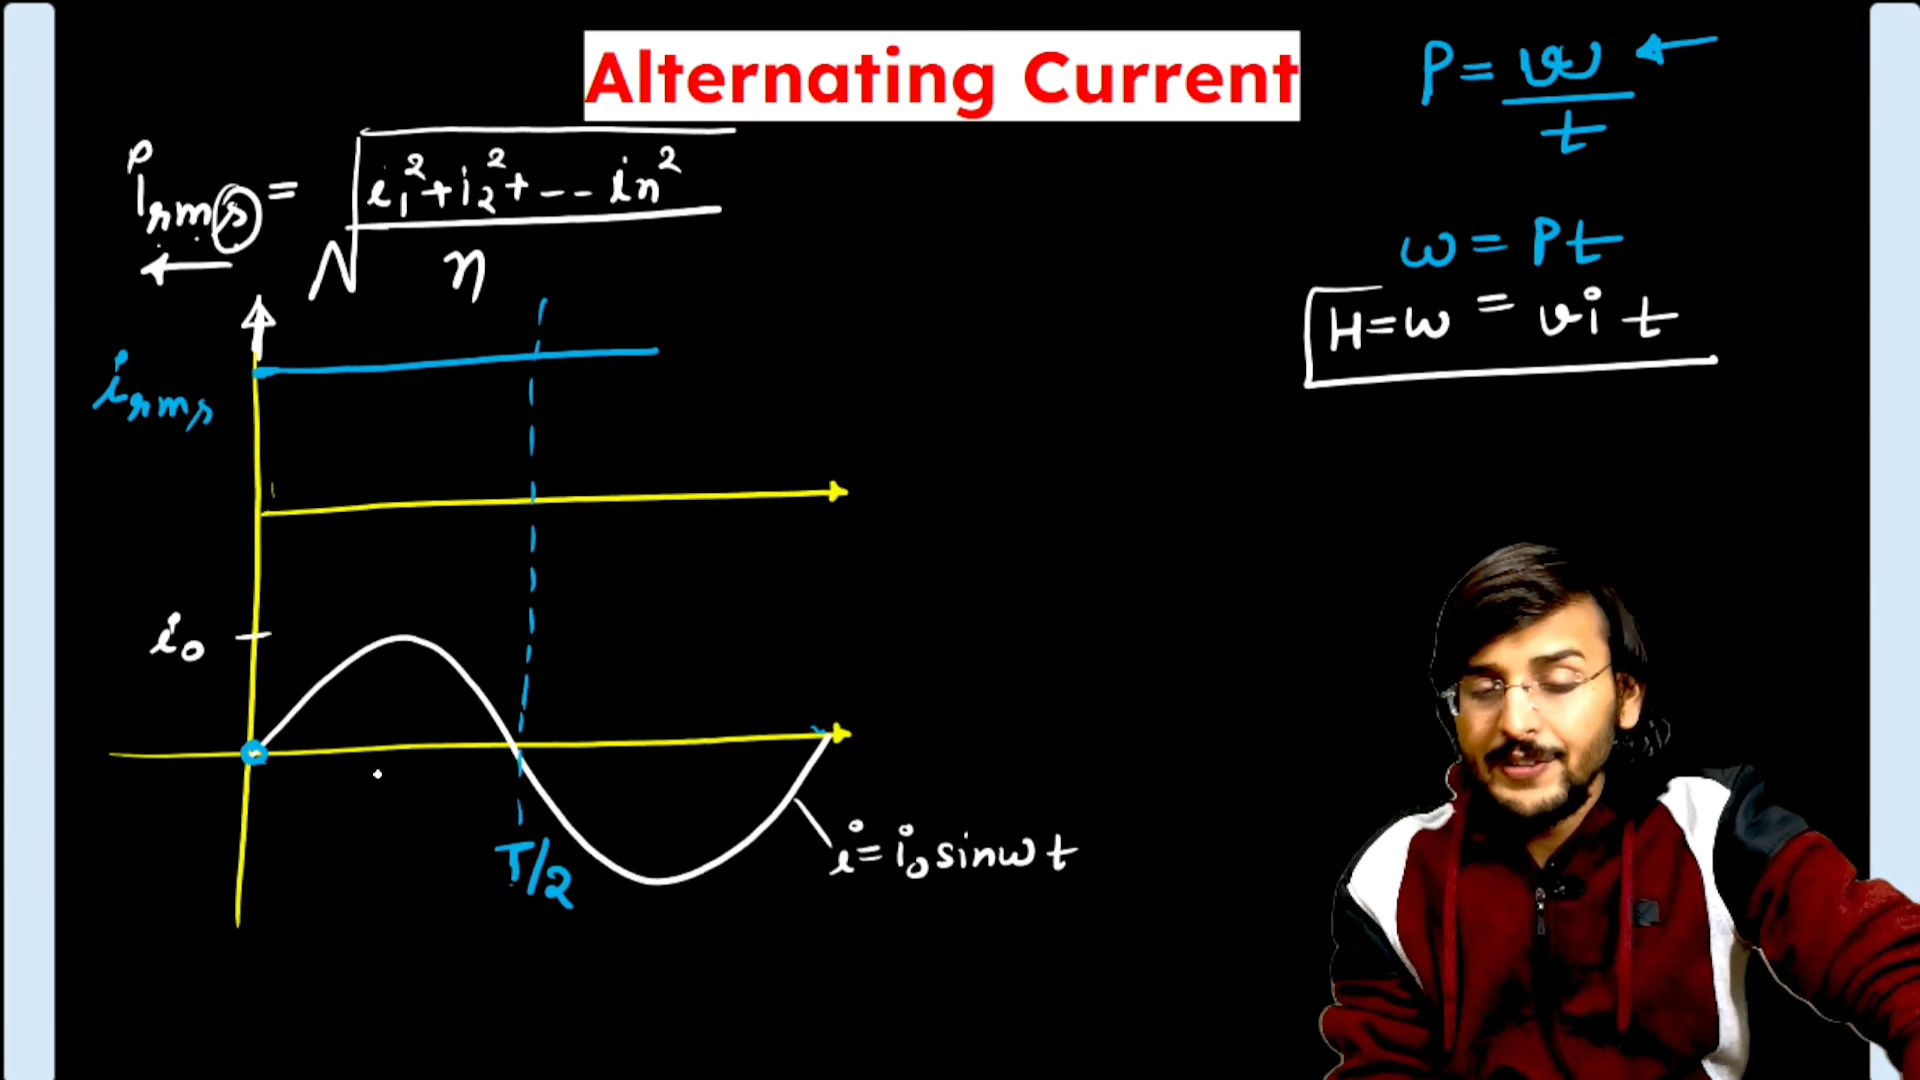 Alternating Current
P = w/t
i_rms = √((i₁² + i₂² + -- in²)/n)
w = Pt
H = w = vit
i_rms
i₀
T/2
i = i₀ sinωt